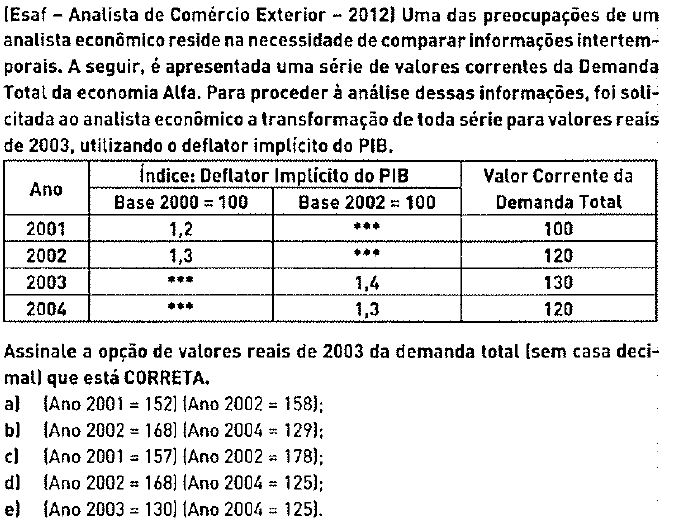 (Esaf – Analista de Comércio Exterior – 2012) Uma das preocupações de um
analista econômico reside na necessidade de comparar informações intertem-
porais. A seguir, é apresentada uma série de valores correntes da Demanda
Total da economia Alfa. Para proceder à análise dessas informações, foi soli-
citada ao analista econômico a transformação de toda série para valores reais
de 2003, utilizando o deflator implícito do PIB.
Ano Índice: Deflator Implícito do PIB Valor Corrente da
Base 2000 = 100 Base 2002 = 100 Demanda Total
2001 1,2 *** 100
2002 1,3 *** 120
2003 *** 1,4 130
2004 *** 1,3 120
Assinale a opção de valores reais de 2003 da demanda total (sem casa deci-
mal) que está CORRETA.
a) (Ano 2001 = 152) (Ano 2002 = 158);
b) (Ano 2002 = 168) (Ano 2004 = 129);
c) (Ano 2001 = 157) (Ano 2002 = 178);
d) (Ano 2002 = 168) (Ano 2004 = 125);
e) (Ano 2003 = 130) (Ano 2004 = 125).